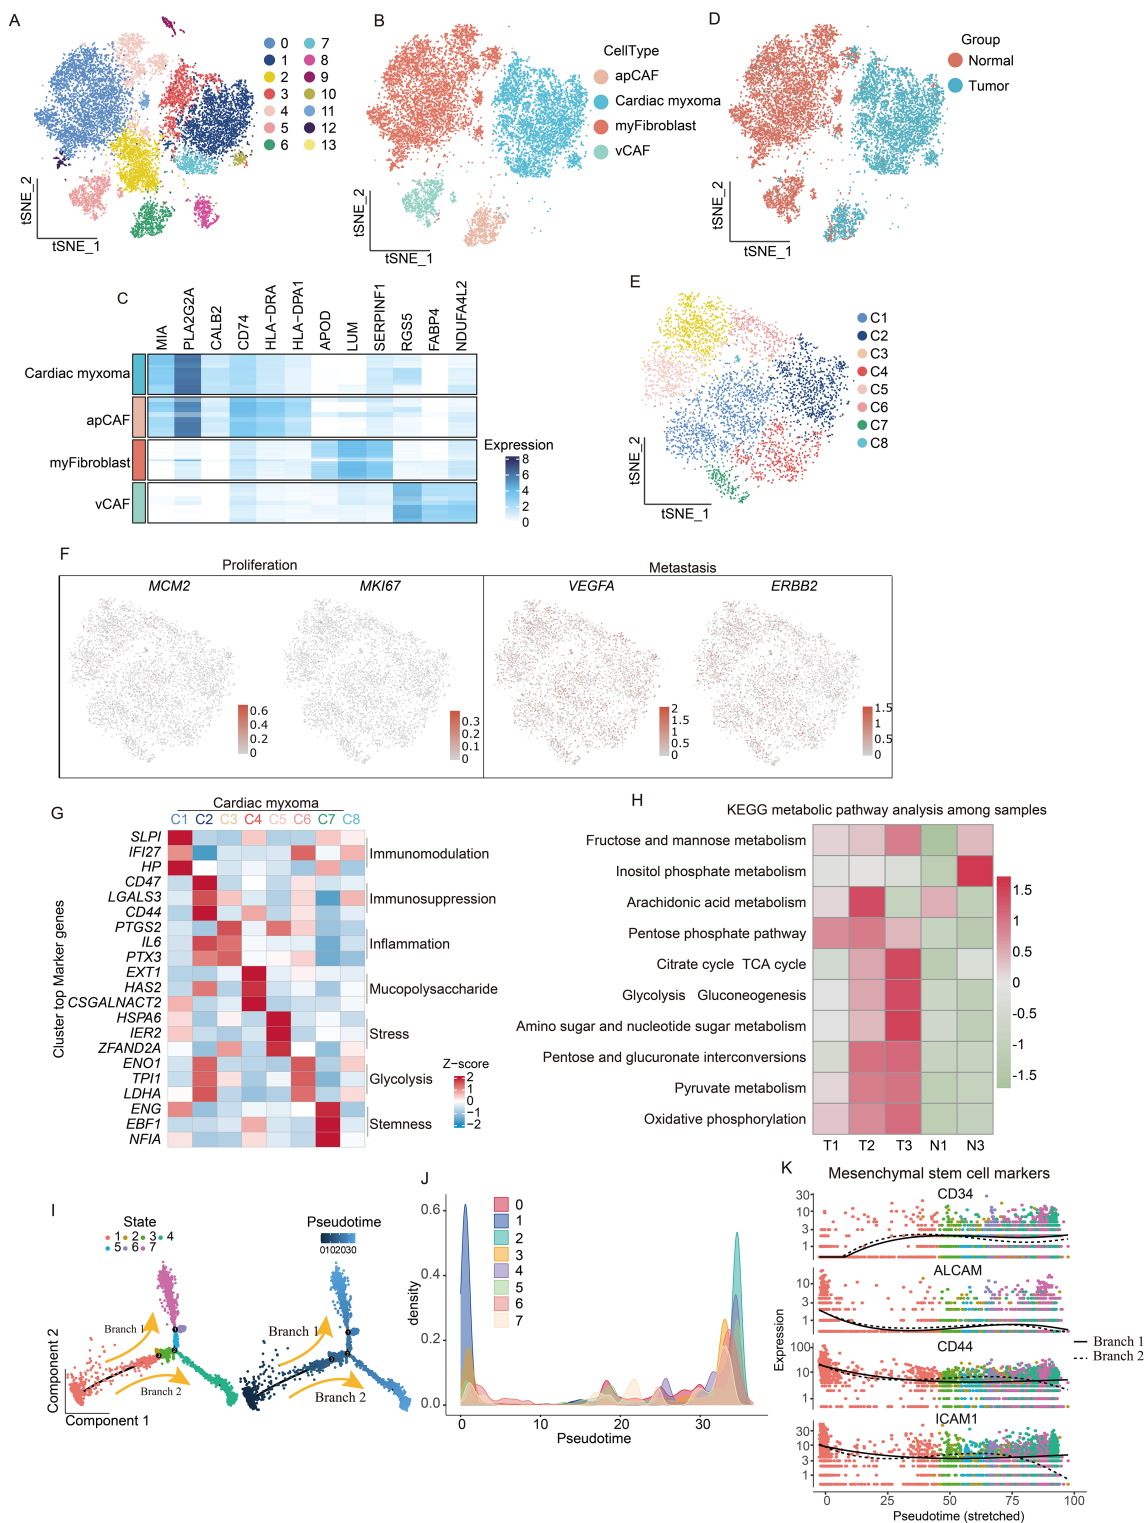 A
0
1
2
3
4
5
6
7
8
9
10
11
12
13
tSNE_2
tSNE_1
B
CellType
apCAF
Cardiac myxoma
myFibroblast
vCAF
tSNE_2
tSNE_1
D
Group
Normal
Tumor
tSNE_2
tSNE_1
C
MIA
PLA2G2A
CALB2
CD74
HLA-DRA
HLA-DPA1
APOD
LUM
SERPINF1
RGS5
FABP4
NDUFA4L2
Cardiac myxoma
apCAF
myFibroblast
vCAF
Expression
8
6
4
2
0
E
C1
C2
C3
C4
C5
C6
C7
C8
tSNE_2
tSNE_1
F
Proliferation
Metastasis
MCM2
MKI67
VEGFA
ERBB2
0.6
0.4
0.2
0
0.3
0.2
0.1
0
2
1.5
1
0.5
0
1.5
1
0.5
0
G
Cardiac myxoma
C1 C2 C3 C4 C5 C6 C7 C8
Cluster top Marker genes
SLPI
IFI27
HP
CD47
LGALS3
CD44
PTGS2
IL6
PTX3
EXT1
HAS2
CSGALNACT2
HSPA6
IER2
ZFAND2A
ENO1
TPI1
LDHA
ENG
EBF1
NFIA
Immunomodulation
Immunosuppression
Inflammation
Mucopolysaccharide
Stress
Glycolysis
Stemness
Z-score
2
1
0
−1
−2
H
KEGG metabolic pathway analysis among samples
Fructose and mannose metabolism
Inositol phosphate metabolism
Arachidonic acid metabolism
Pentose phosphate pathway
Citrate cycle TCA cycle
Glycolysis Gluconeogenesis
Amino sugar and nucleotide sugar metabolism
Pentose and glucuronate interconversions
Pyruvate metabolism
Oxidative phosphorylation
T1 T2 T3 N1 N3
1.5
1
0.5
0
-0.5
-1
-1.5
I
State
1 2 3 4
5 6 7
Pseudotime
0102030
Branch 1
Branch 2
Branch 1
Branch 2
Component 2
Component 1
J
density
0.6
0.4
0.2
0.0
0
1
2
3
4
5
6
7
0 10 20 30
Pseudotime
K
Mesenchymal stem cell markers
CD34
30
10
3
1
ALCAM
10
3
1
CD44
100
10
1
ICAM1
30
10
3
1
Expression
Branch 1
Branch 2
0 25 50 75 100
Pseudotime (stretched)